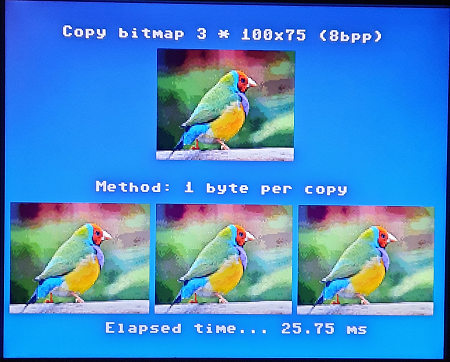 Copy bitmap 3 * 100x75 (8bpp)
Method: 1 byte per copy
Elapsed time... 25.75 ms